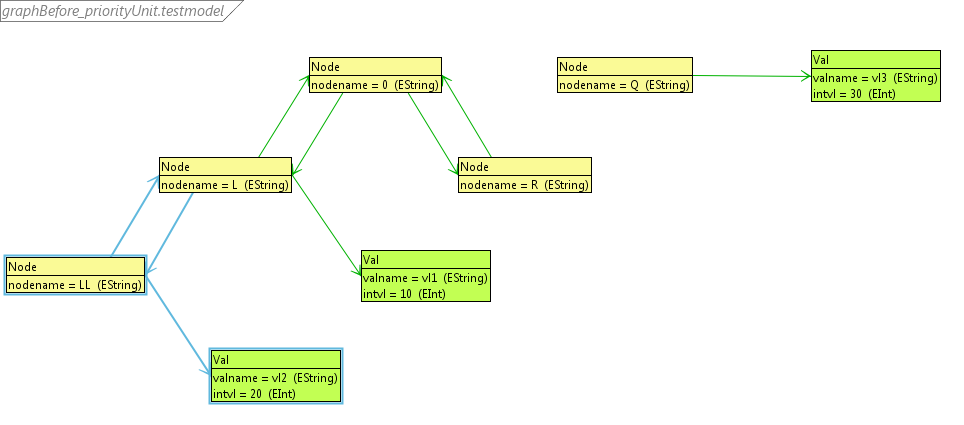 graphBefore_priorityUnit.testmodel
Node
nodename = 0 (EString)
Node
nodename = Q (EString)
Val
valname = vl3 (EString)
intvl = 30 (EInt)
Node
nodename = L (EString)
Node
nodename = R (EString)
Node
nodename = LL (EString)
Val
valname = vl1 (EString)
intvl = 10 (EInt)
Val
valname = vl2 (EString)
intvl = 20 (EInt)